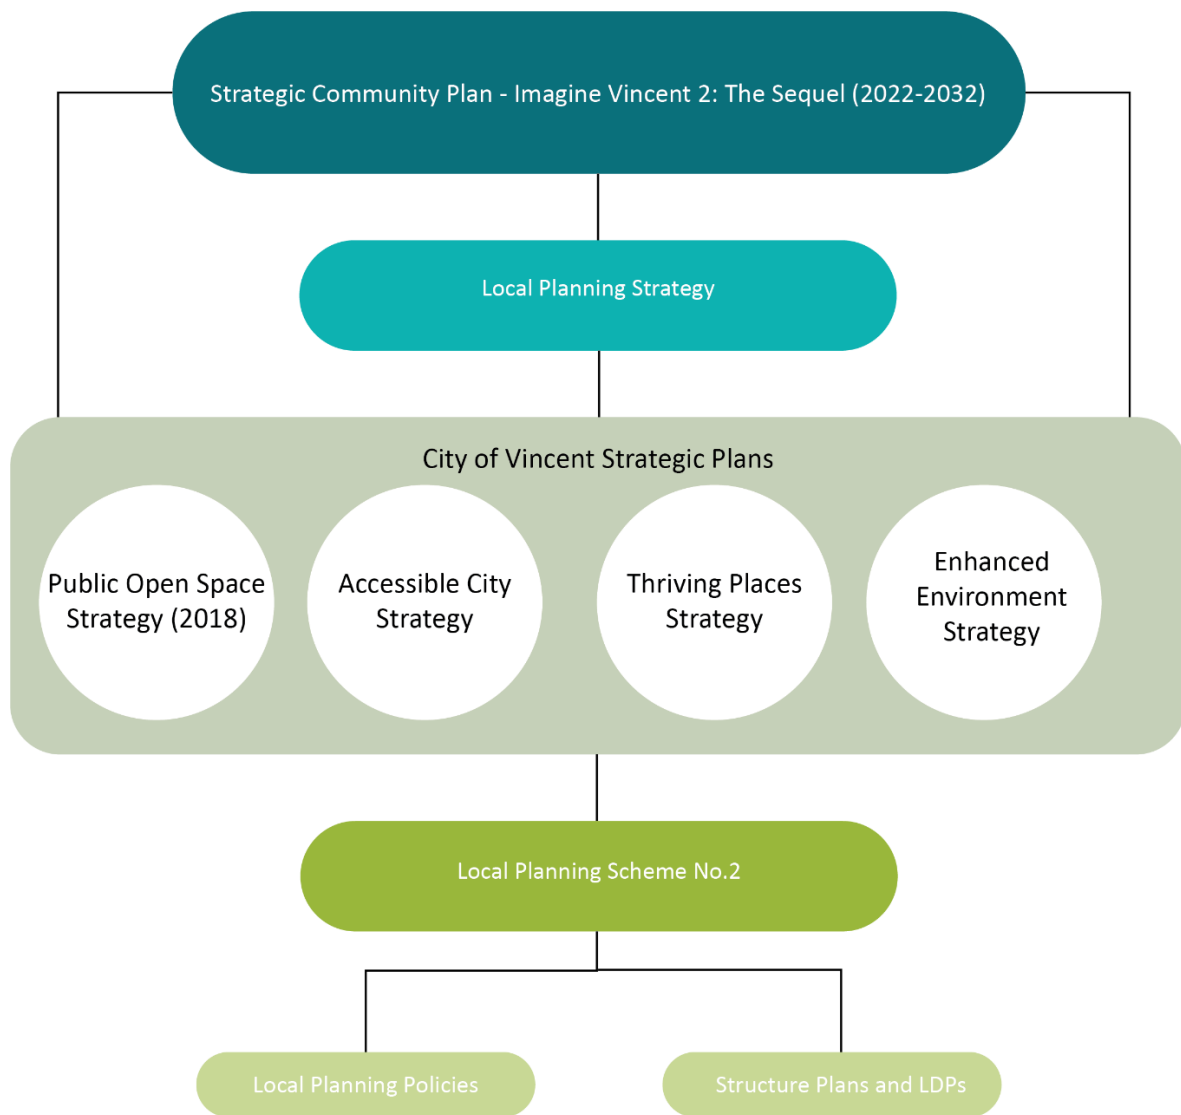 Strategic Community Plan - Imagine Vincent 2: The Sequel (2022-2032)
Local Planning Strategy
City of Vincent Strategic Plans
Public Open Space
Strategy (2018)
Accessible City
Strategy
Thriving Places
Strategy
Enhanced
Environment
Strategy
Local Planning Scheme No.2
Local Planning Policies
Structure Plans and LDPs